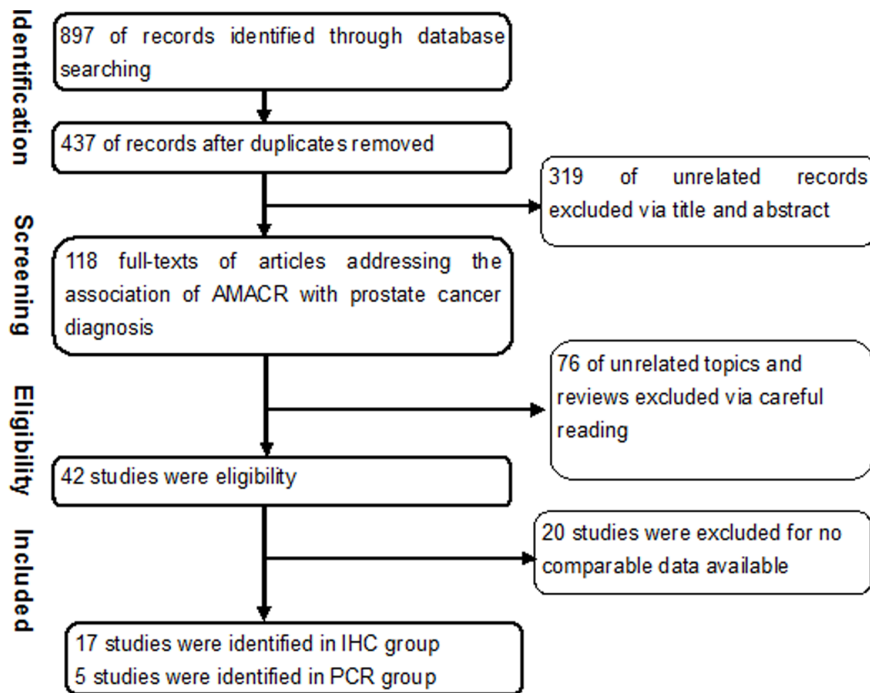 Identification
897 of records identified through database
searching
437 of records after duplicates removed
319 of unrelated records
excluded via title and abstract
Screening
118 full-texts of articles addressing the
association of AMACR with prostate cancer
diagnosis
76 of unrelated topics and
reviews excluded via careful
reading
Eligibility
42 studies were eligibility
20 studies were excluded for no
comparable data available
Included
17 studies were identified in IHC group
5 studies were identified in PCR group